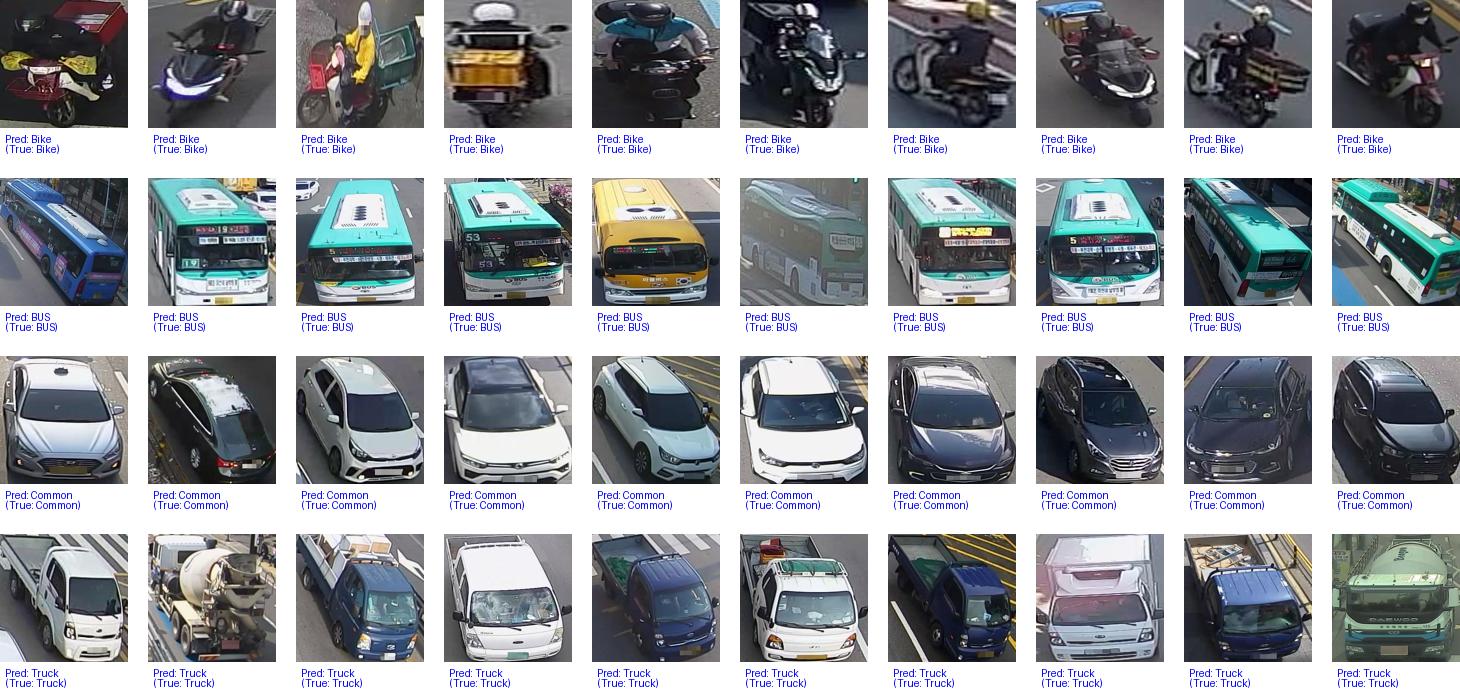 Pred: Bike
(True: Bike)
Pred: Bike
(True: Bike)
Pred: Bike
(True: Bike)
Pred: Bike
(True: Bike)
Pred: Bike
(True: Bike)
Pred: Bike
(True: Bike)
Pred: Bike
(True: Bike)
Pred: Bike
(True: Bike)
Pred: Bike
(True: Bike)
Pred: Bike
(True: Bike)
19
19
5
53
53
5
Pred: BUS
(True: BUS)
Pred: BUS
(True: BUS)
Pred: BUS
(True: BUS)
Pred: BUS
(True: BUS)
Pred: BUS
(True: BUS)
Pred: BUS
(True: BUS)
Pred: BUS
(True: BUS)
Pred: BUS
(True: BUS)
Pred: BUS
(True: BUS)
Pred: BUS
(True: BUS)
Pred: Common
(True: Common)
Pred: Common
(True: Common)
Pred: Common
(True: Common)
Pred: Common
(True: Common)
Pred: Common
(True: Common)
Pred: Common
(True: Common)
Pred: Common
(True: Common)
Pred: Common
(True: Common)
Pred: Common
(True: Common)
Pred: Common
(True: Common)
DAEWOO
Pred: Truck
(True: Truck)
Pred: Truck
(True: Truck)
Pred: Truck
(True: Truck)
Pred: Truck
(True: Truck)
Pred: Truck
(True: Truck)
Pred: Truck
(True: Truck)
Pred: Truck
(True: Truck)
Pred: Truck
(True: Truck)
Pred: Truck
(True: Truck)
Pred: Truck
(True: Truck)